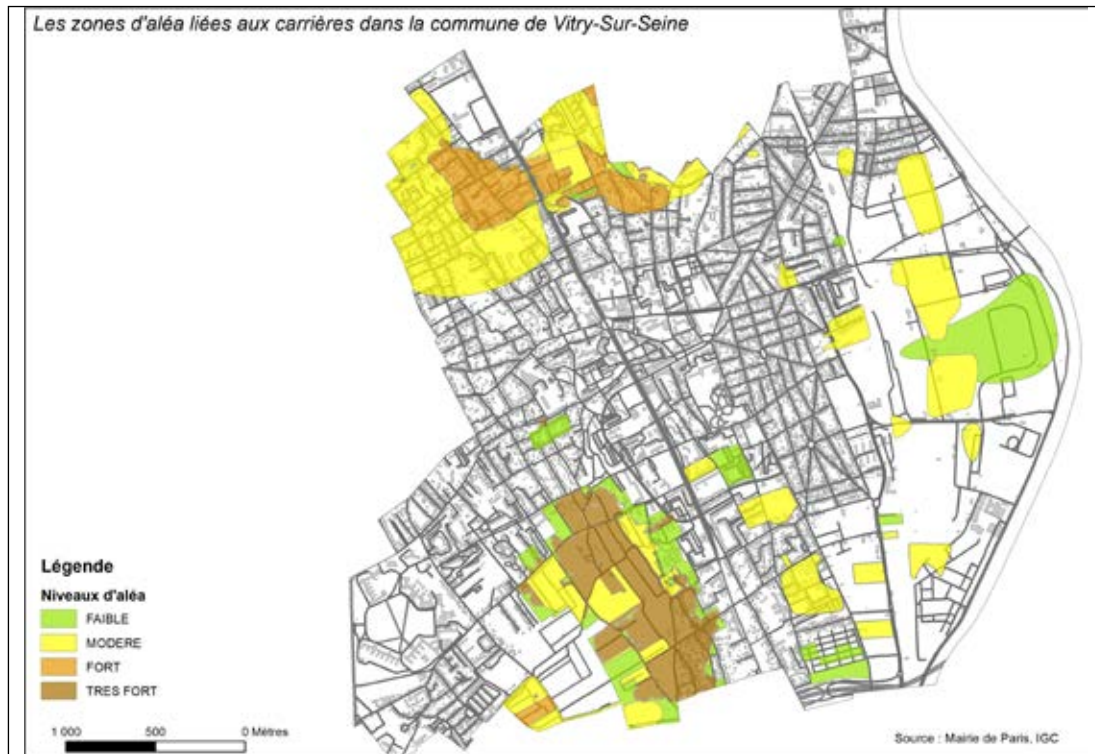 Les zones d'aléa liées aux carrières dans la commune de Vitry-Sur-Seine
Légende
Niveaux d'aléa
FAIBLE
MODERE
FORT
TRES FORT
1 000 500 0 Mètres
Source : Mairie de Paris, IGC